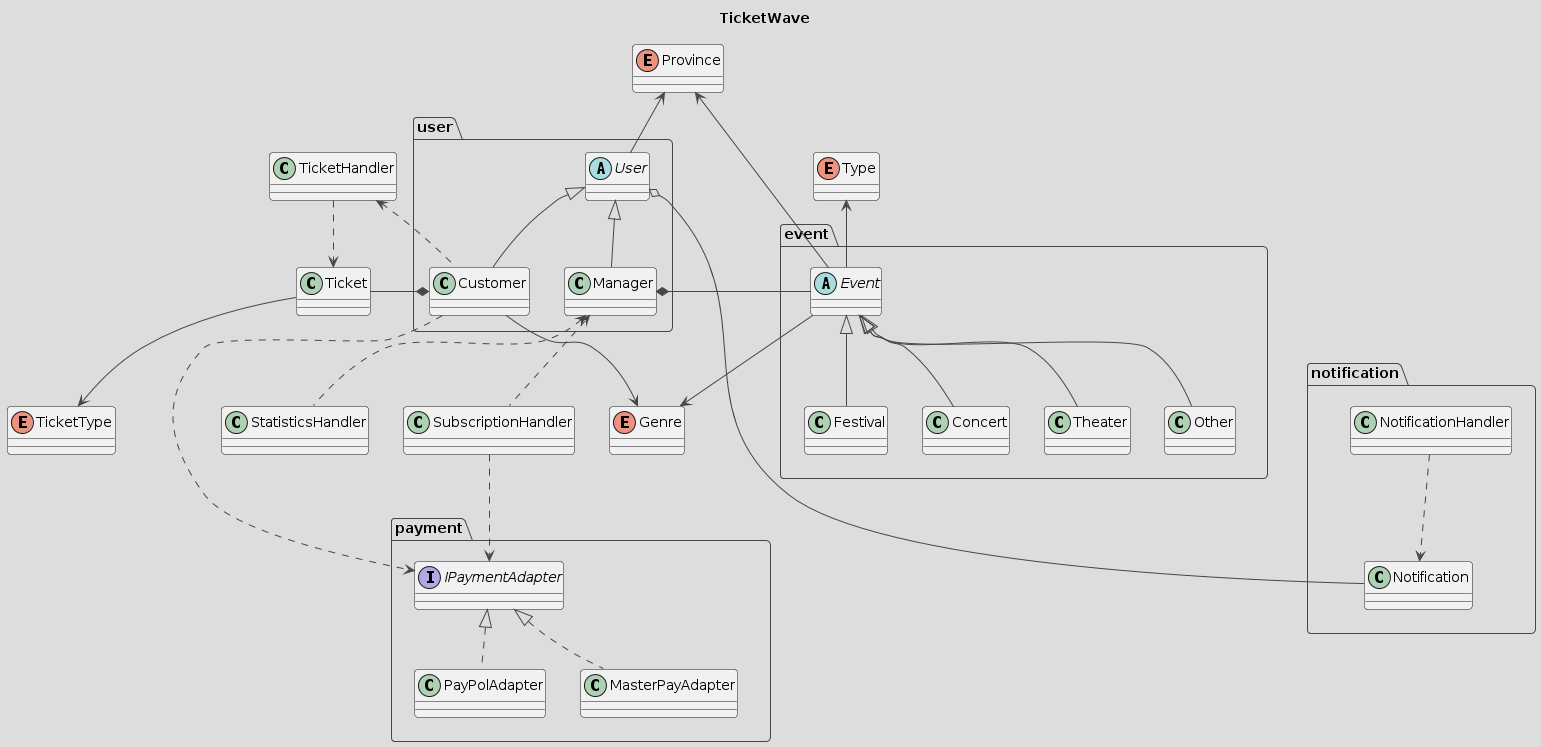 TicketWave
E Province
user
C TicketHandler
A User
E Type
event
C Ticket
C Customer
C Manager
A Event
notification
E TicketType
C StatisticsHandler
C SubscriptionHandler
E Genre
C Festival
C Concert
C Theater
C Other
C NotificationHandler
payment
I IPaymentAdapter
C Notification
C PayPolAdapter
C MasterPayAdapter